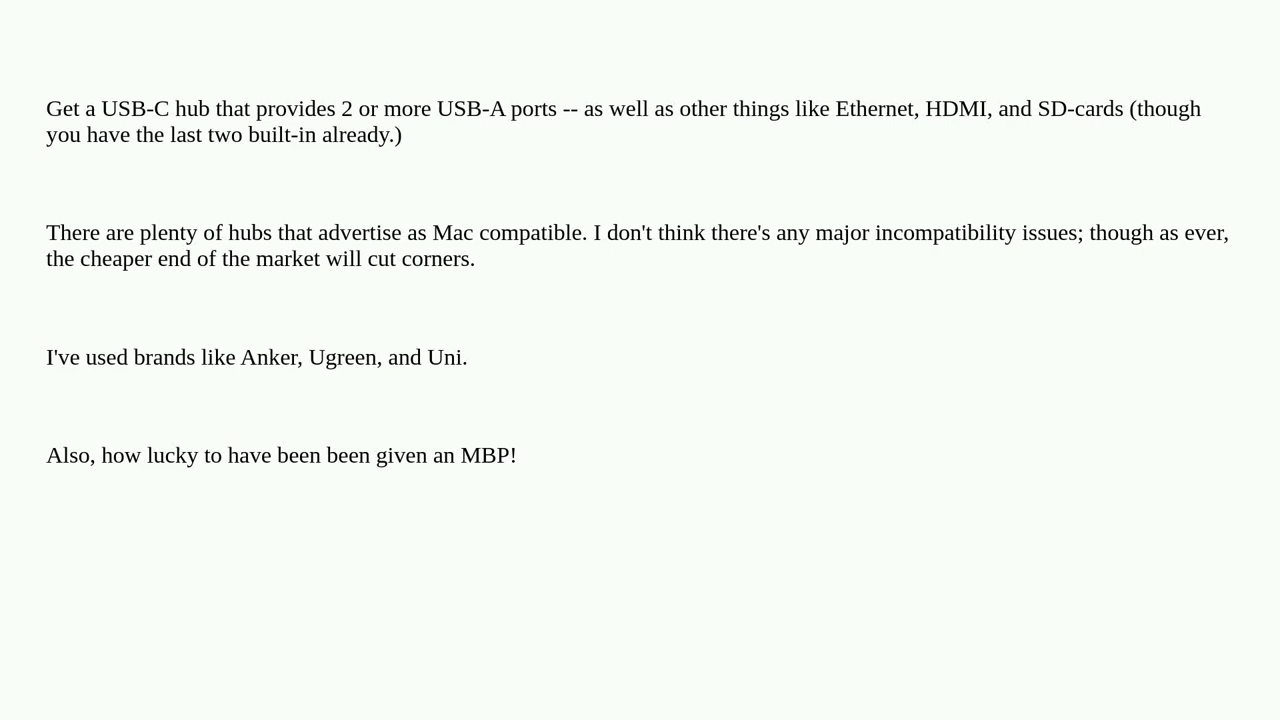 Get a USB-C hub that provides 2 or more USB-A ports -- as well as other things like Ethernet, HDMI, and SD-cards (though
you have the last two built-in already.)
There are plenty of hubs that advertise as Mac compatible. I don't think there's any major incompatibility issues; though as ever,
the cheaper end of the market will cut corners.
I've used brands like Anker, Ugreen, and Uni.
Also, how lucky to have been been given an MBP!